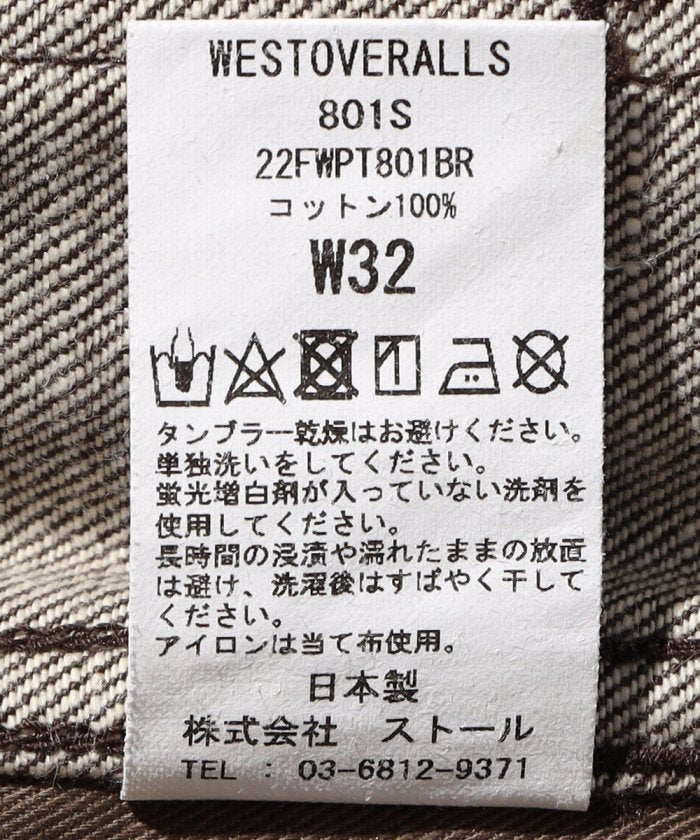 WESTOVERALLS
801S
22FWPT801BR
コットン100%
W32
タンブラー乾燥はお避けください。
単独洗いをしてください。
蛍光増白剤が入っていない洗剤を
使用してください。
長時間の浸漬や濡れたままの放置
は避け、洗濯後はすばやく干して
ください。
アイロンは当て布使用。
日本製
株式会社　ストール
TEL : 03-6812-9371